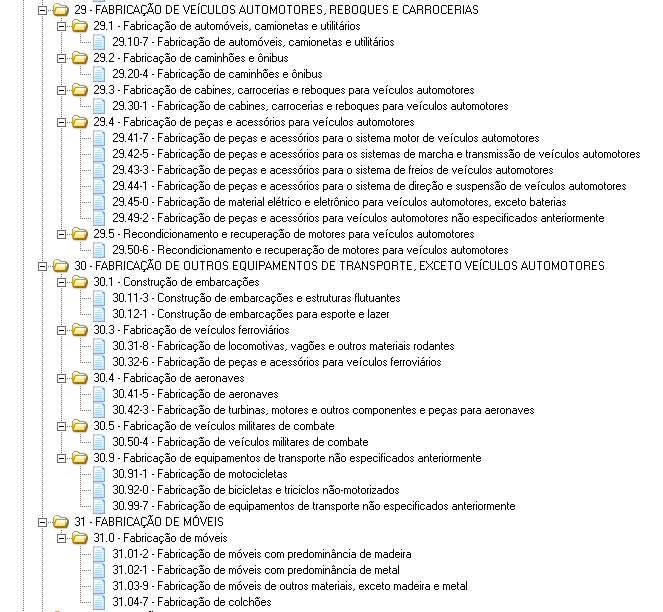 29 - FABRICAÇÃO DE VEÍCULOS AUTOMOTORES, REBOQUES E CARROCERIAS
29.1 - Fabricação de automóveis, camionetas e utilitários
29.10-7 - Fabricação de automóveis, camionetas e utilitários
29.2 - Fabricação de caminhões e ônibus
29.20-4 - Fabricação de caminhões e ônibus
29.3 - Fabricação de cabines, carrocerias e reboques para veículos automotores
29.30-1 - Fabricação de cabines, carrocerias e reboques para veículos automotores
29.4 - Fabricação de peças e acessórios para veículos automotores
29.41-7 - Fabricação de peças e acessórios para o sistema motor de veículos automotores
29.42-5 - Fabricação de peças e acessórios para os sistemas de marcha e transmissão de veículos automotores
29.43-3 - Fabricação de peças e acessórios para o sistema de freios de veículos automotores
29.44-1 - Fabricação de peças e acessórios para o sistema de direção e suspensão de veículos automotores
29.45-0 - Fabricação de material elétrico e eletrônico para veículos automotores, exceto baterias
29.49-2 - Fabricação de peças e acessórios para veículos automotores não especificados anteriormente
29.5 - Recondicionamento e recuperação de motores para veículos automotores
29.50-6 - Recondicionamento e recuperação de motores para veículos automotores
30 - FABRICAÇÃO DE OUTROS EQUIPAMENTOS DE TRANSPORTE, EXCETO VEÍCULOS AUTOMOTORES
30.1 - Construção de embarcações
30.11-3 - Construção de embarcações e estruturas flutuantes
30.12-1 - Construção de embarcações para esporte e lazer
30.3 - Fabricação de veículos ferroviários
30.31-8 - Fabricação de locomotivas, vagões e outros materiais rodantes
30.32-6 - Fabricação de peças e acessórios para veículos ferroviários
30.4 - Fabricação de aeronaves
30.41-5 - Fabricação de aeronaves
30.42-3 - Fabricação de turbinas, motores e outros componentes e peças para aeronaves
30.5 - Fabricação de veículos militares de combate
30.50-4 - Fabricação de veículos militares de combate
30.9 - Fabricação de equipamentos de transporte não especificados anteriormente
30.91-1 - Fabricação de motocicletas
30.92-0 - Fabricação de bicicletas e triciclos não-motorizados
30.99-7 - Fabricação de equipamentos de transporte não especificados anteriormente
31 - FABRICAÇÃO DE MÓVEIS
31.0 - Fabricação de móveis
31.01-2 - Fabricação de móveis com predominância de madeira
31.02-1 - Fabricação de móveis com predominância de metal
31.03-9 - Fabricação de móveis de outros materiais, exceto madeira e metal
31.04-7 - Fabricação de colchões